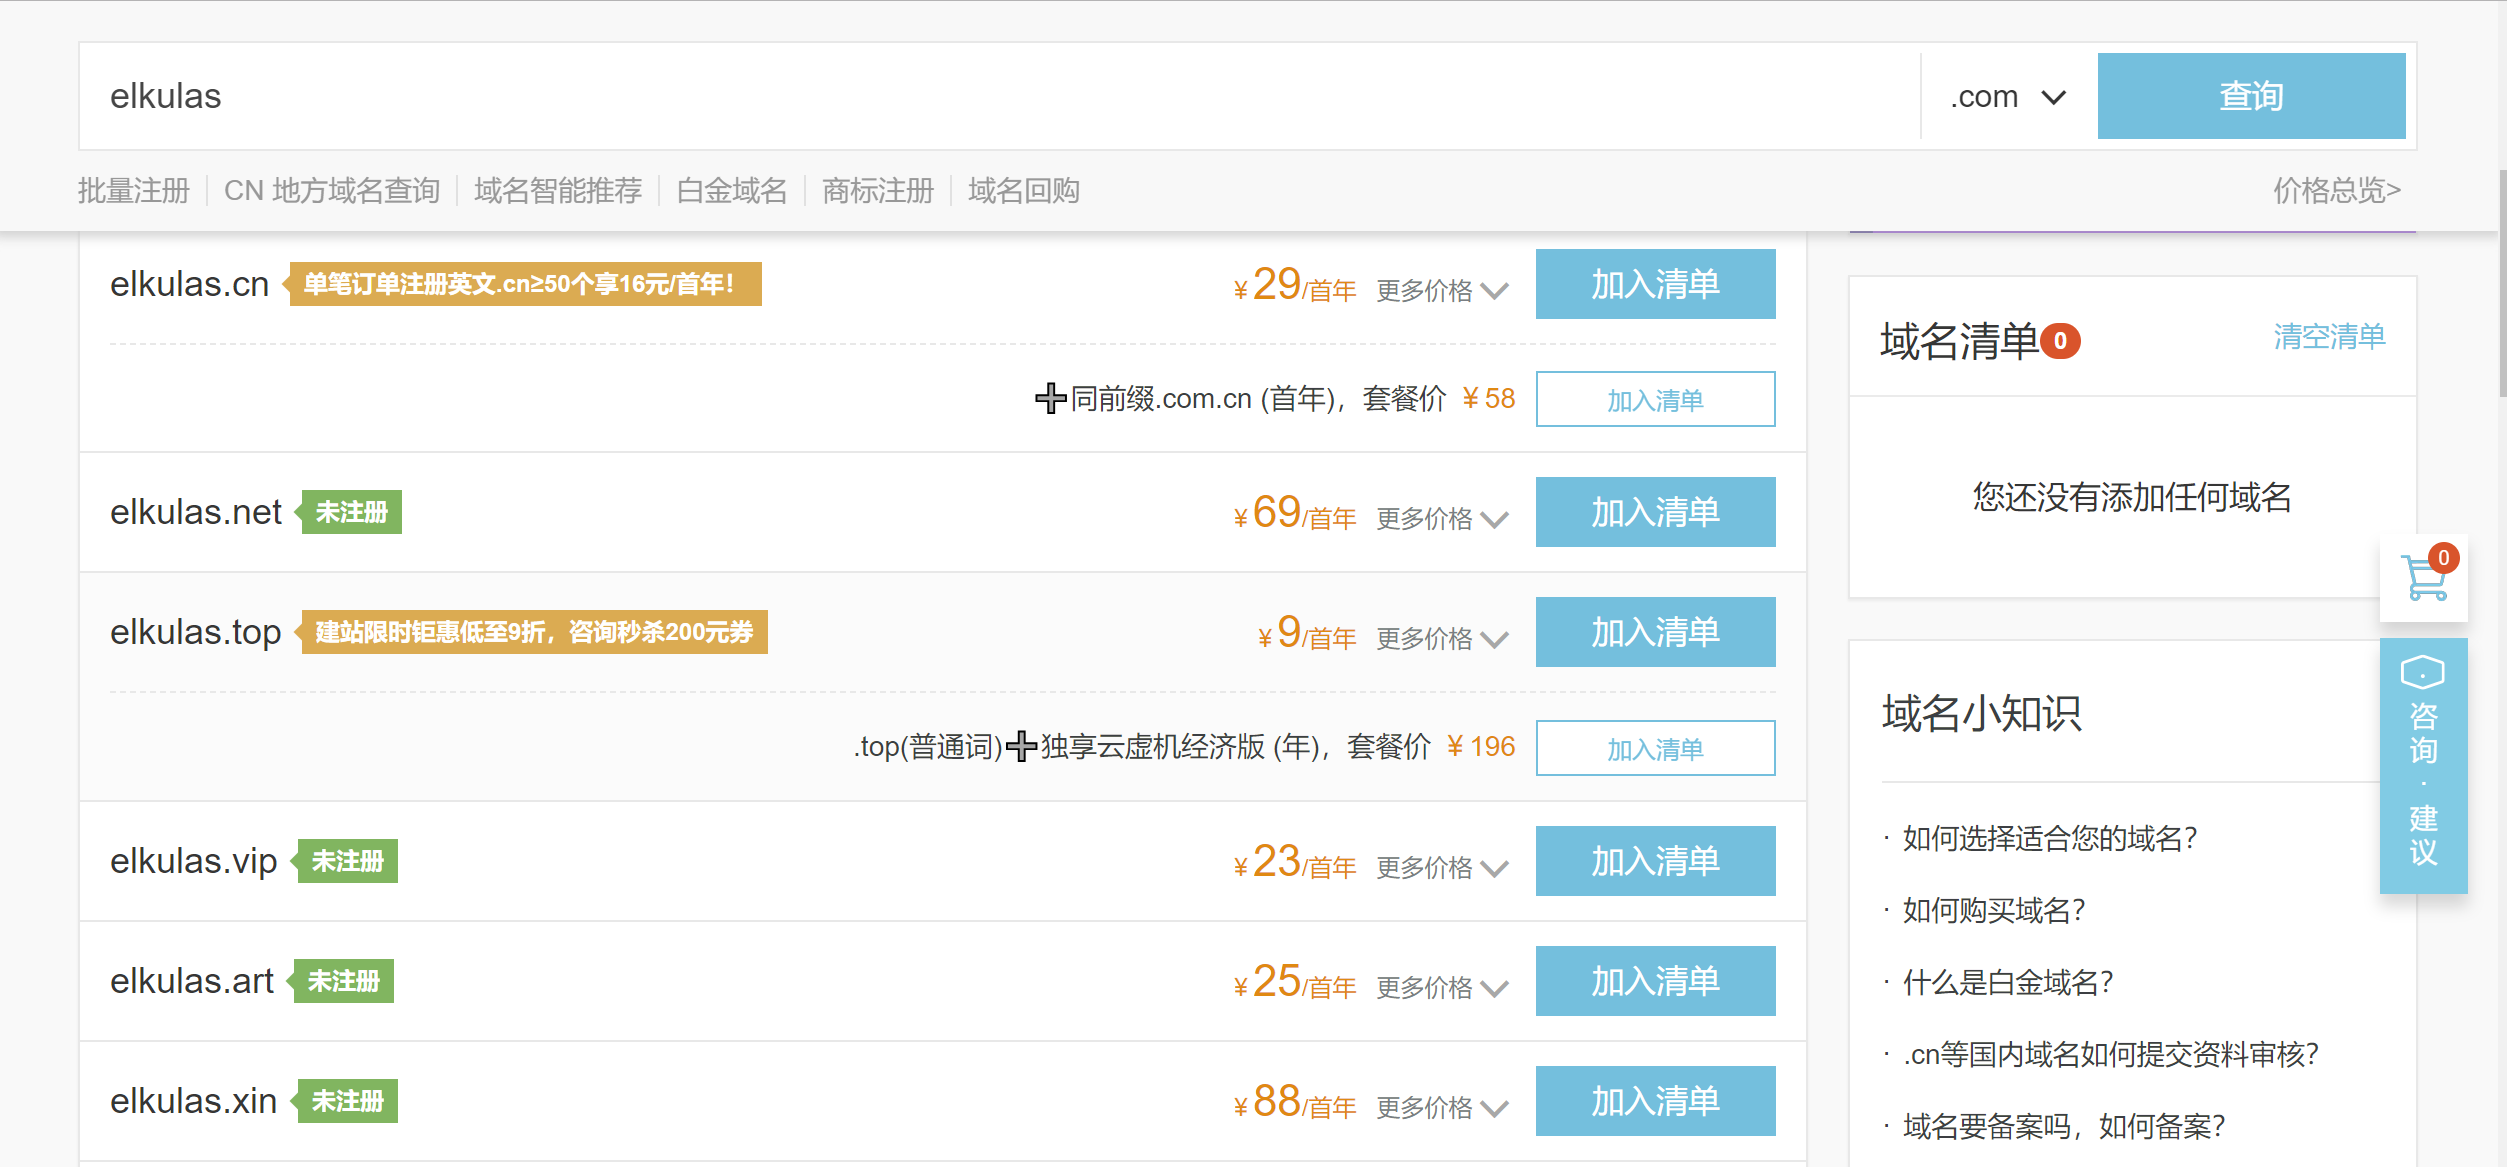 elkulas
.com
查询
批量注册
CN 地方域名查询
域名智能推荐
白金域名
商标注册
域名回购
价格总览>
elkulas.cn 单笔订单注册英文.cn≥50个享16元/首年! ¥ 29/首年 更多价格 加入清单
同前缀.com.cn (首年)，套餐价 ¥ 58 加入清单
elkulas.net 未注册 ¥ 69/首年 更多价格 加入清单
elkulas.top 建站限时钜惠低至9折，咨询秒杀200元券 ¥ 9/首年 更多价格 加入清单
.top(普通词) 独享云虚机经济版 (年)，套餐价 ¥ 196 加入清单
elkulas.vip 未注册 ¥ 23/首年 更多价格 加入清单
elkulas.art 未注册 ¥ 25/首年 更多价格 加入清单
elkulas.xin 未注册 ¥ 88/首年 更多价格 加入清单
域名清单 0 清空清单
您还没有添加任何域名
0
咨询·建议
域名小知识
· 如何选择适合您的域名?
· 如何购买域名?
· 什么是白金域名?
· .cn等国内域名如何提交资料审核?
· 域名要备案吗，如何备案?